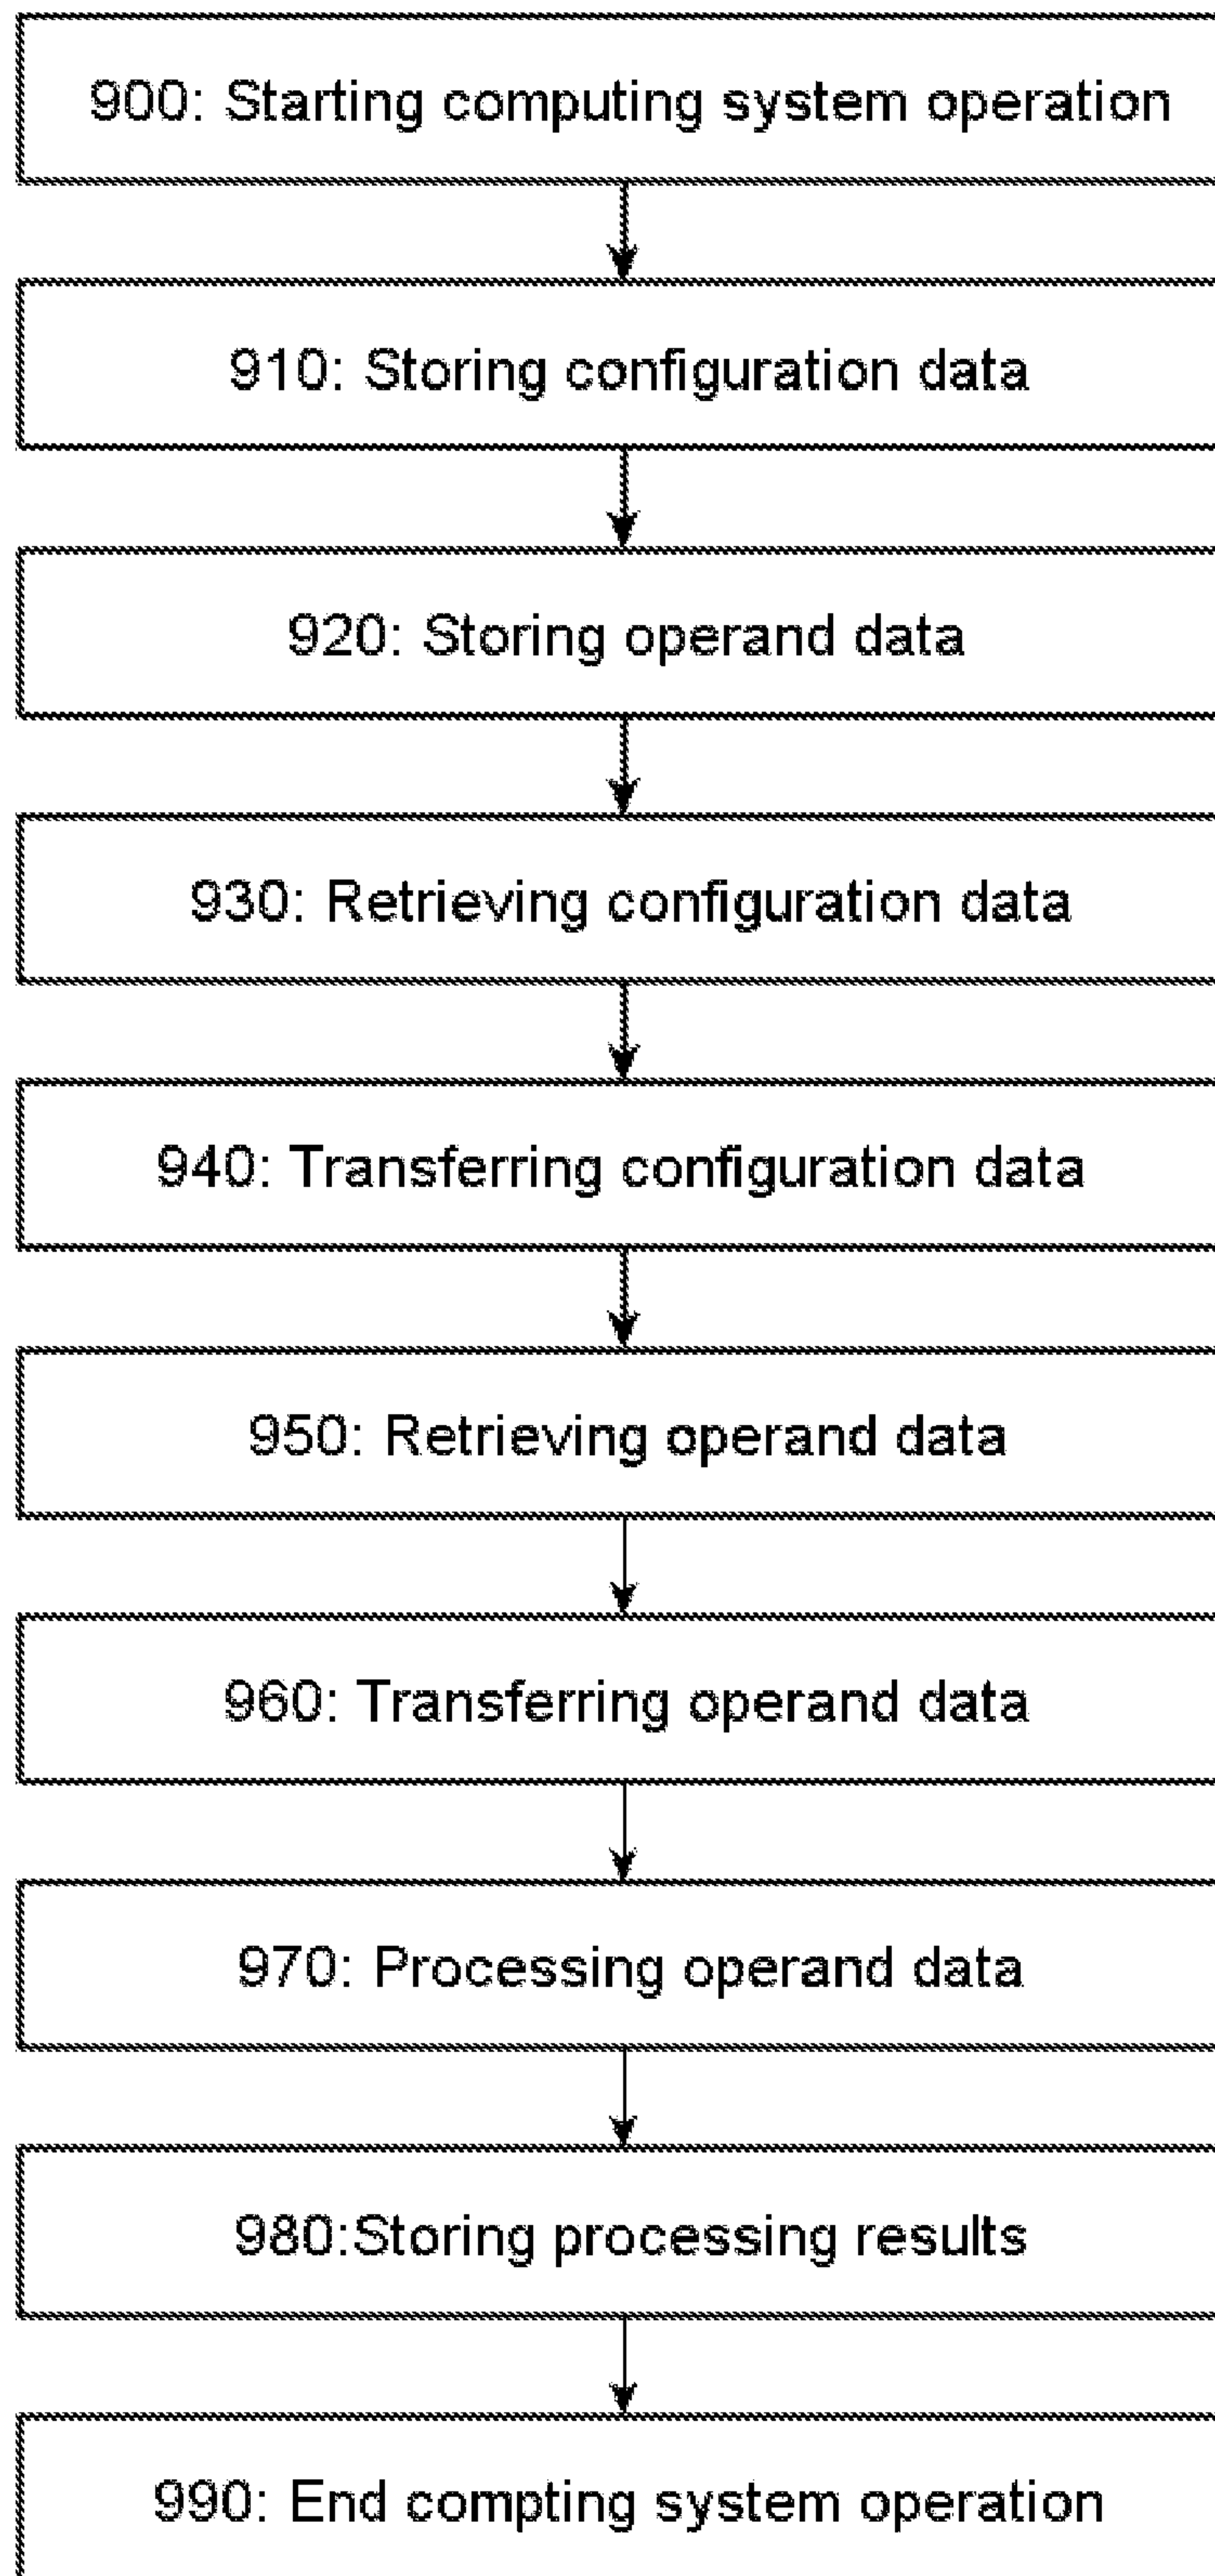 900: Starting computing system operation
910: Storing configuration data
920: Storing operand data
930: Retrieving configuration data
940: Transferring configuration data
950: Retrieving operand data
960: Transferring operand data
970: Processing operand data
980:Storing processing results
990: End compting system operation